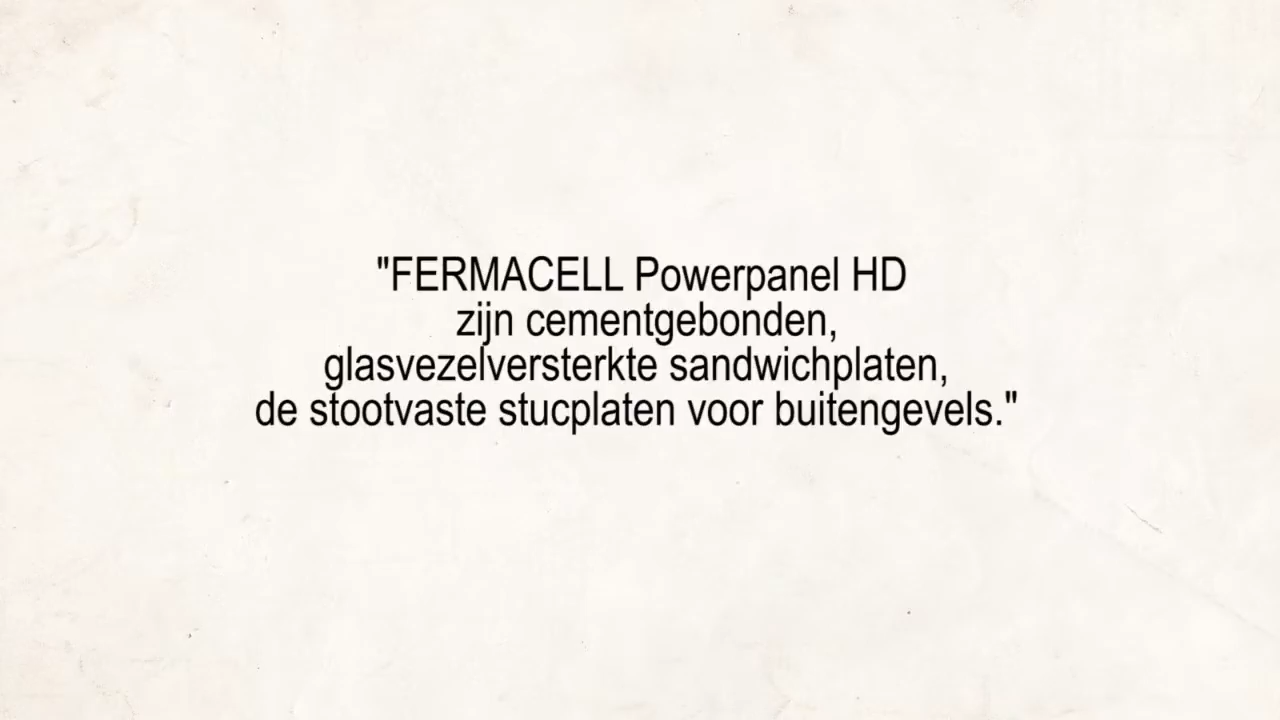 "FERMACELL Powerpanel HD
zijn cementgebonden,
glasvezelversterkte sandwichplaten,
de stootvaste stucplaten voor buitengevels."